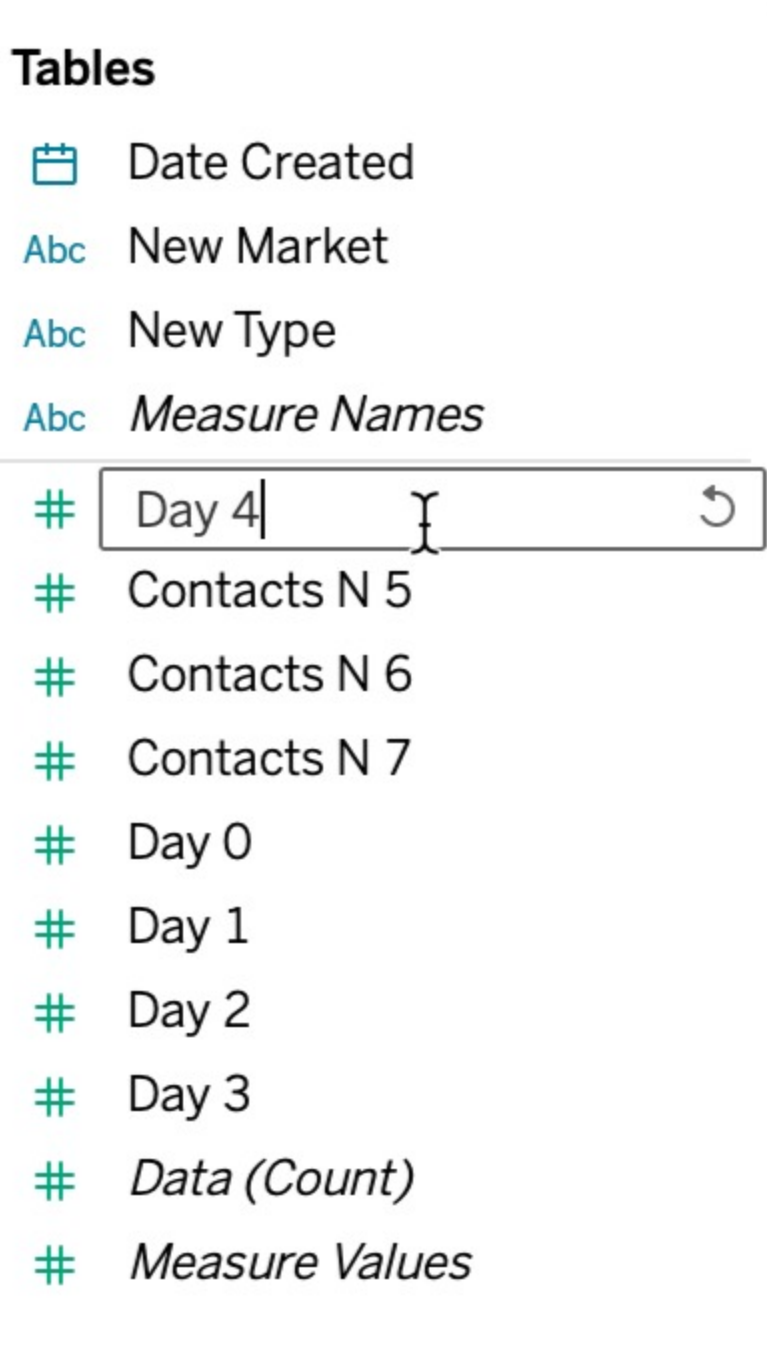 Tables
Date Created
Abc New Market
Abc New Type
Abc Measure Names
# Day 4
# Contacts N 5
# Contacts N 6
# Contacts N 7
# Day 0
# Day 1
# Day 2
# Day 3
# Data (Count)
# Measure Values